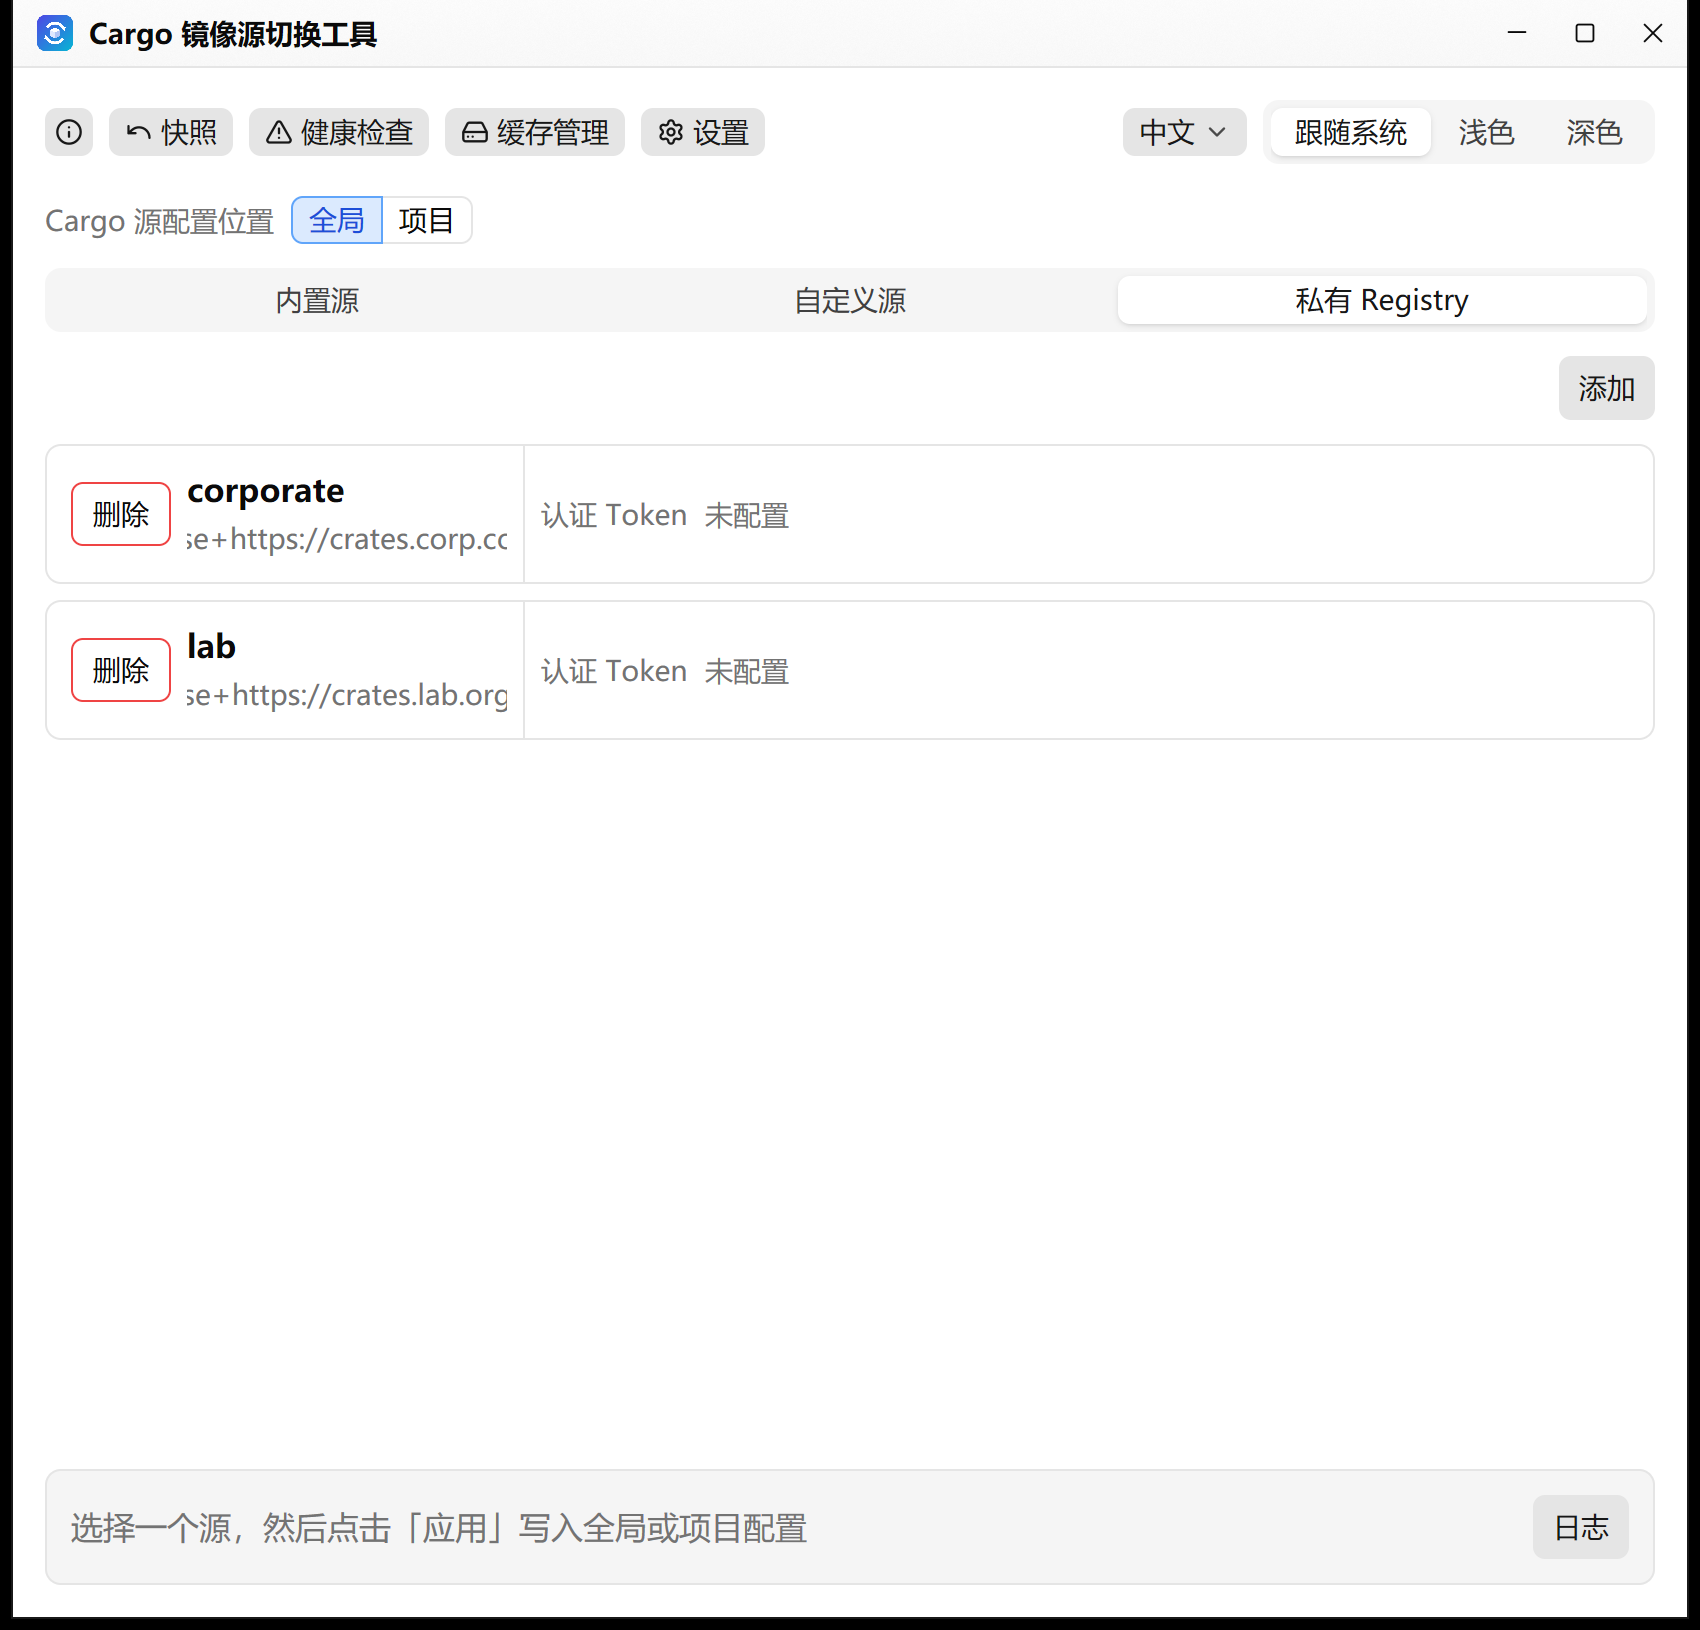 Cargo 镜像源切换工具
快照 健康检查 缓存管理 设置 中文 跟随系统 浅色 深色
Cargo 源配置位置 全局 项目
内置源 自定义源 私有 Registry
添加
删除 corporate
se+https://crates.corp.cc
认证 Token 未配置
删除 lab
se+https://crates.lab.org
认证 Token 未配置
选择一个源，然后点击「应用」写入全局或项目配置 日志